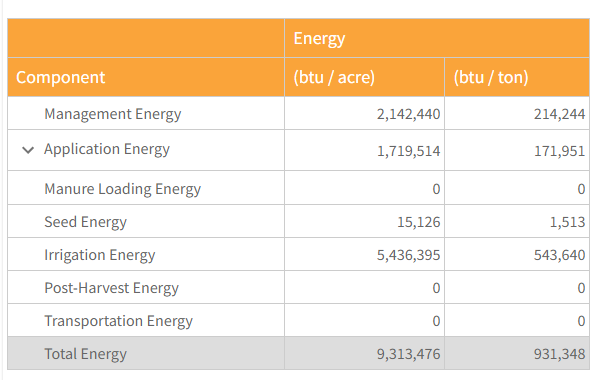 Energy
Component (btu / acre) (btu / ton)
Management Energy 2,142,440 214,244
Application Energy 1,719,514 171,951
Manure Loading Energy 0 0
Seed Energy 15,126 1,513
Irrigation Energy 5,436,395 543,640
Post-Harvest Energy 0 0
Transportation Energy 0 0
Total Energy 9,313,476 931,348